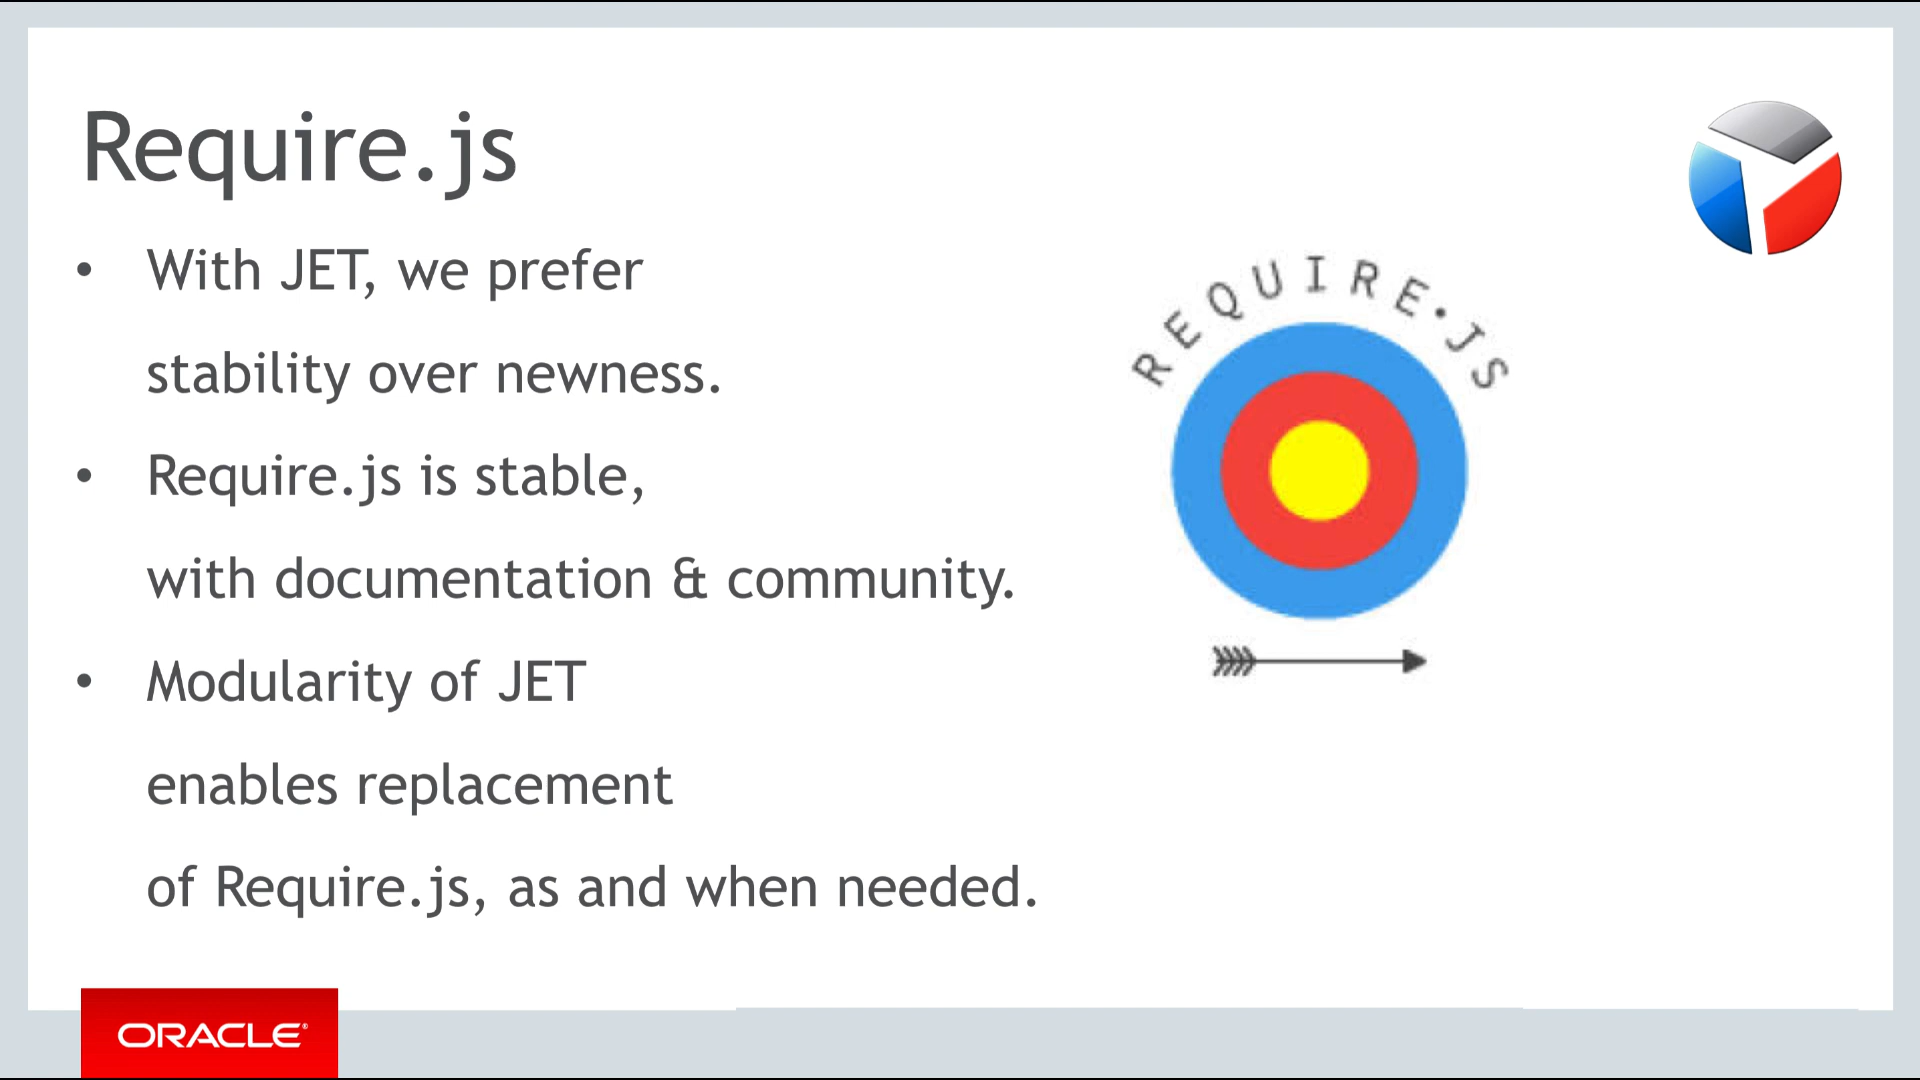 Require.js
• With JET, we prefer
stability over newness.
• Require.js is stable,
with documentation & community.
• Modularity of JET
enables replacement
of Require.js, as and when needed.
REQUIRE•JS
ORACLE®